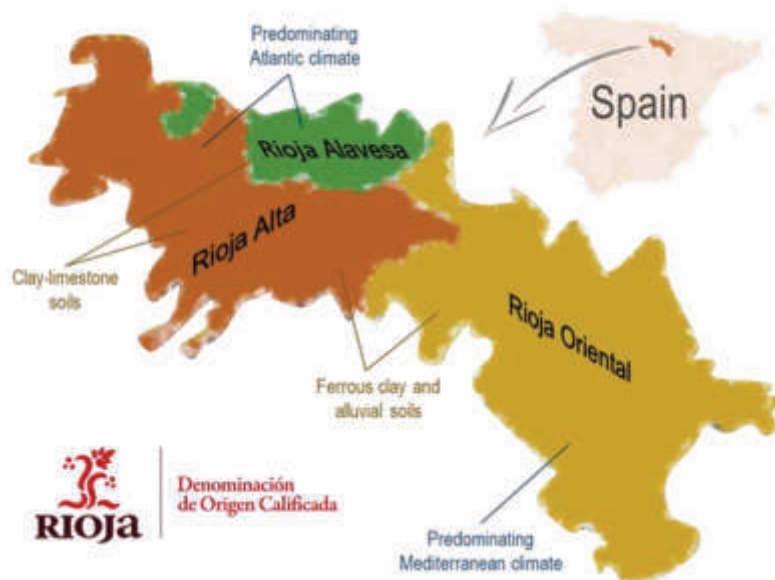 Predominating
Atlantic climate
Spain
Rioja Alavesa
Rioja Alta
Clay-limestone
soils
Rioja Oriental
Ferrous clay and
alluvial soils
RIOJA
Denominación
de Origen Calificada
Predominating
Mediterranean climate